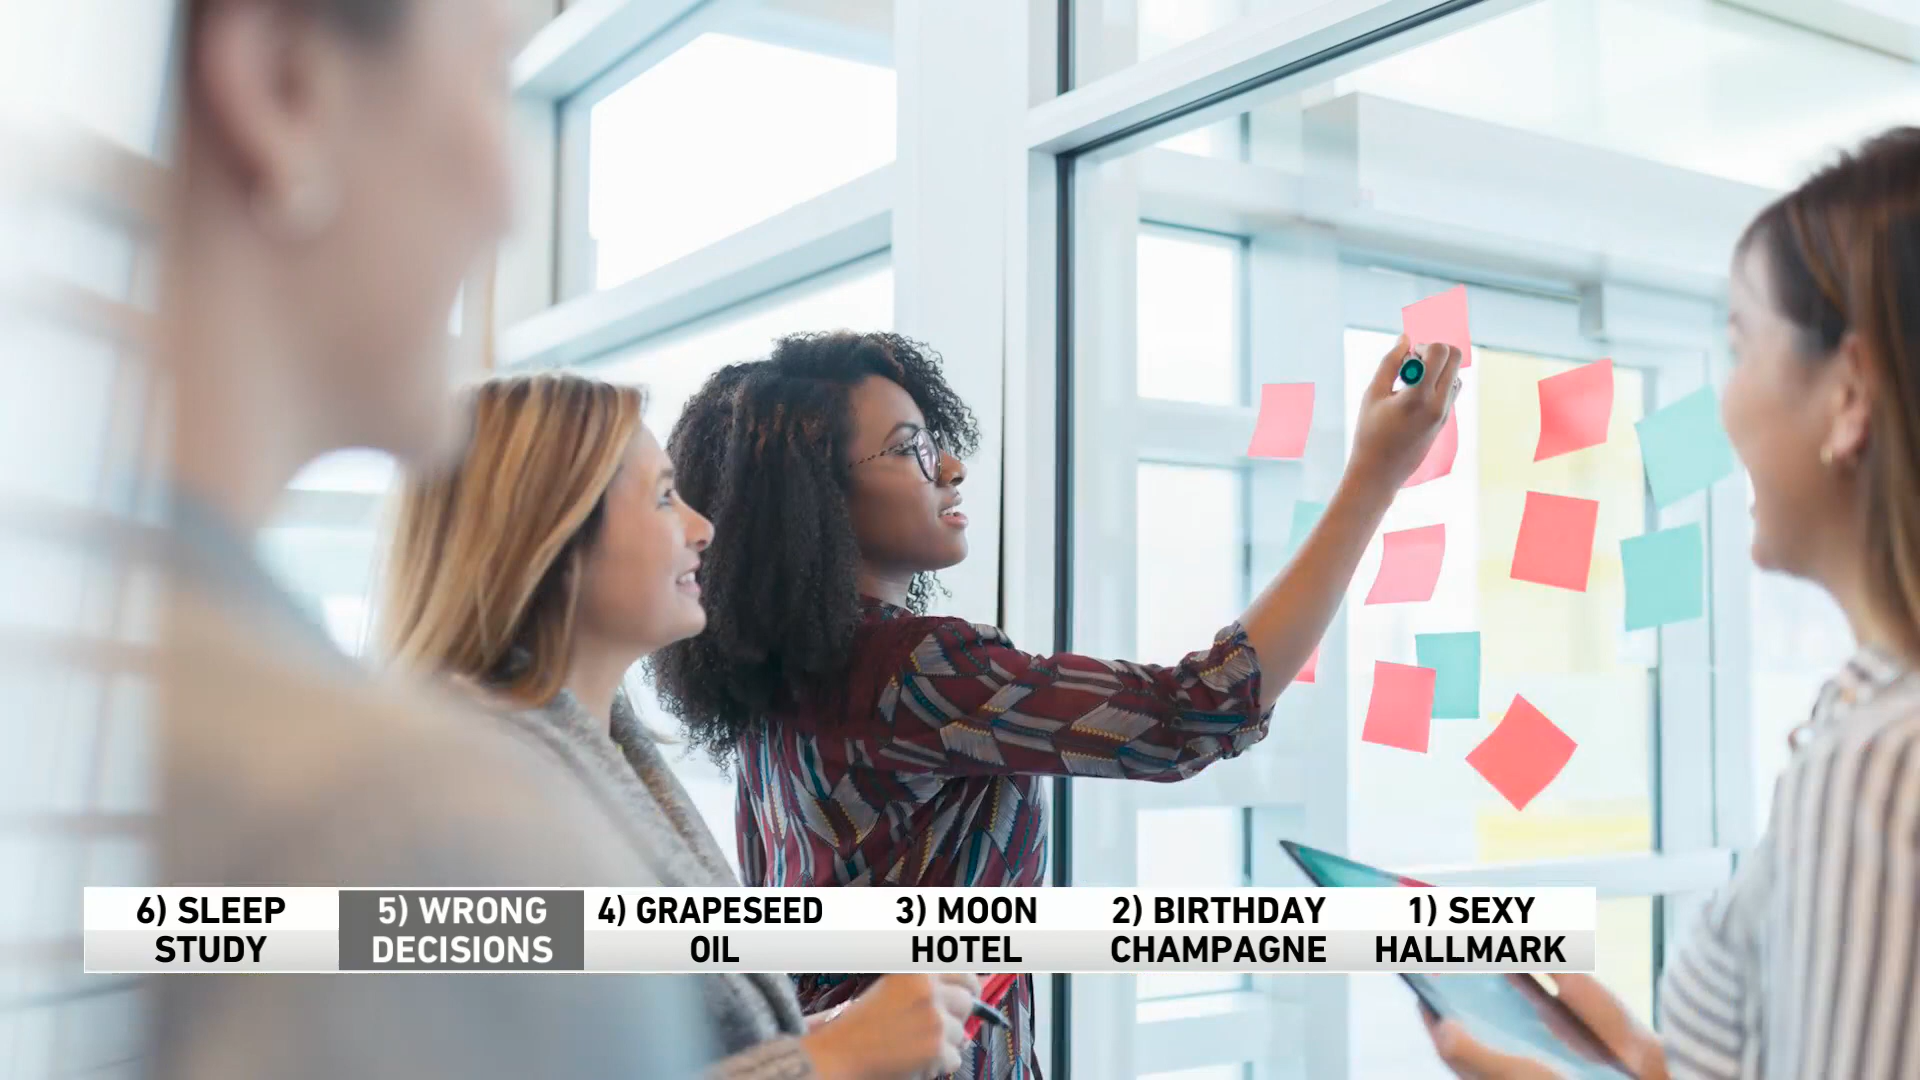 6) SLEEP
STUDY
5) WRONG
DECISIONS
4) GRAPESEED
OIL
3) MOON
HOTEL
2) BIRTHDAY
CHAMPAGNE
1) SEXY
HALLMARK